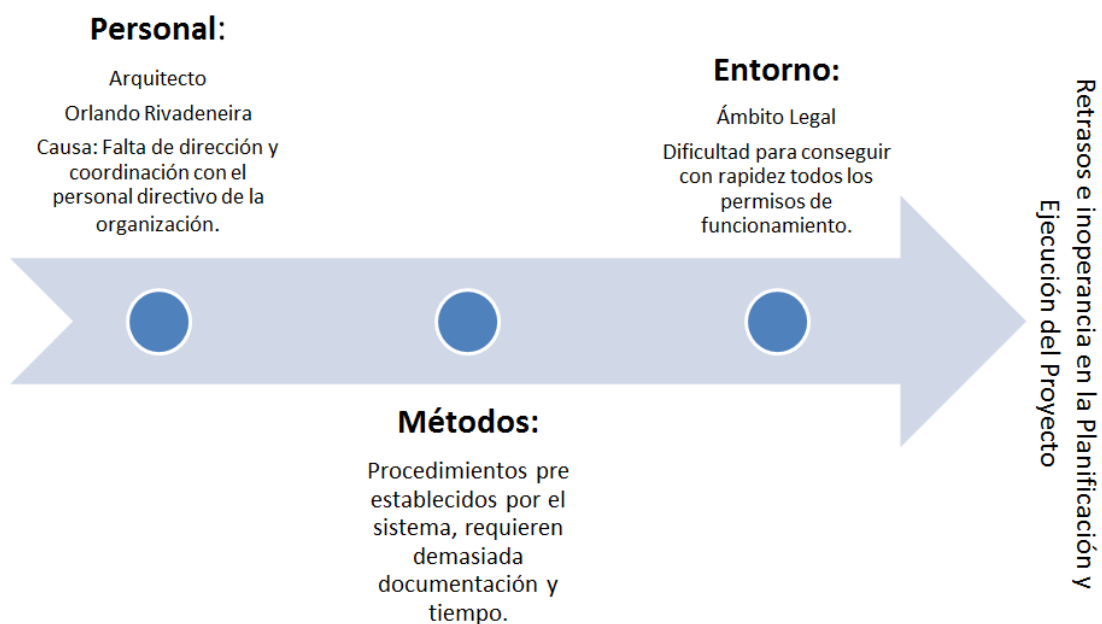 Personal:
Arquitecto
Orlando Rivadeneira
Causa: Falta de dirección y
coordinación con el
personal directivo de la
organización.
Métodos:
Procedimientos pre
establecidos por el
sistema, requieren
demasiada
documentación y
tiempo.
Entorno:
Ámbito Legal
Dificultad para conseguir
con rapidez todos los
permisos de
funcionamiento.
Retrasos e inoperancia en la Planificación y
Ejecución del Proyecto